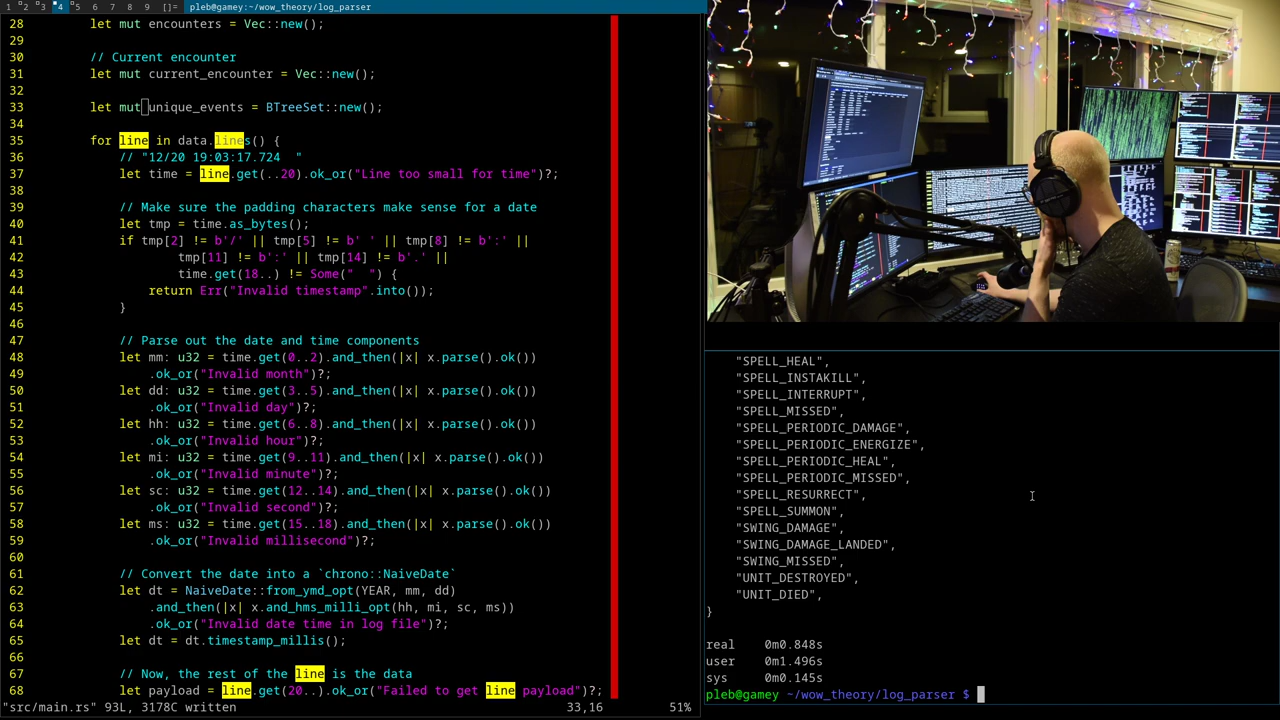 1 2 3 4 5 6 7 8 9 []= pleb@gamey:~/wow_theory/log_parser
28 let mut encounters = Vec::new();
29
30 // Current encounter
31 let mut current_encounter = Vec::new();
32
33 let mut unique_events = BTreeSet::new();
34
35 for line in data.lines() {
36 // "12/20 19:03:17.724  "
37 let time = line.get(..20).ok_or("Line too small for time")?;
38
39 // Make sure the padding characters make sense for a date
40 let tmp = time.as_bytes();
41 if tmp[2] != b'/' || tmp[5] != b' ' || tmp[8] != b':' ||
42 tmp[11] != b':' || tmp[14] != b'.' ||
43 time.get(18..) != Some("  ") {
44 return Err("Invalid timestamp".into());
45 }
46
47 // Parse out the date and time components
48 let mm: u32 = time.get(0..2).and_then(|x| x.parse().ok())
49 .ok_or("Invalid month")?;
50 let dd: u32 = time.get(3..5).and_then(|x| x.parse().ok())
51 .ok_or("Invalid day")?;
52 let hh: u32 = time.get(6..8).and_then(|x| x.parse().ok())
53 .ok_or("Invalid hour")?;
54 let mi: u32 = time.get(9..11).and_then(|x| x.parse().ok())
55 .ok_or("Invalid minute")?;
56 let sc: u32 = time.get(12..14).and_then(|x| x.parse().ok())
57 .ok_or("Invalid second")?;
58 let ms: u32 = time.get(15..18).and_then(|x| x.parse().ok())
59 .ok_or("Invalid millisecond")?;
60
61 // Convert the date into a `chrono::NaiveDate`
62 let dt = NaiveDate::from_ymd_opt(YEAR, mm, dd)
63 .and_then(|x| x.and_hms_milli_opt(hh, mi, sc, ms))
64 .ok_or("Invalid date time in log file")?;
65 let dt = dt.timestamp_millis();
66
67 // Now, the rest of the line is the data
68 let payload = line.get(20..).ok_or("Failed to get line payload")?;
"src/main.rs" 93L, 3178C written 33,16 51%
"SPELL_HEAL",
"SPELL_INSTAKILL",
"SPELL_INTERRUPT",
"SPELL_MISSED",
"SPELL_PERIODIC_DAMAGE",
"SPELL_PERIODIC_ENERGIZE",
"SPELL_PERIODIC_HEAL",
"SPELL_PERIODIC_MISSED",
"SPELL_RESURRECT",
"SPELL_SUMMON",
"SWING_DAMAGE",
"SWING_DAMAGE_LANDED",
"SWING_MISSED",
"UNIT_DESTROYED",
"UNIT_DIED",
}
real 0m0.848s
user 0m1.496s
sys 0m0.145s
pleb@gamey ~/wow_theory/log_parser $